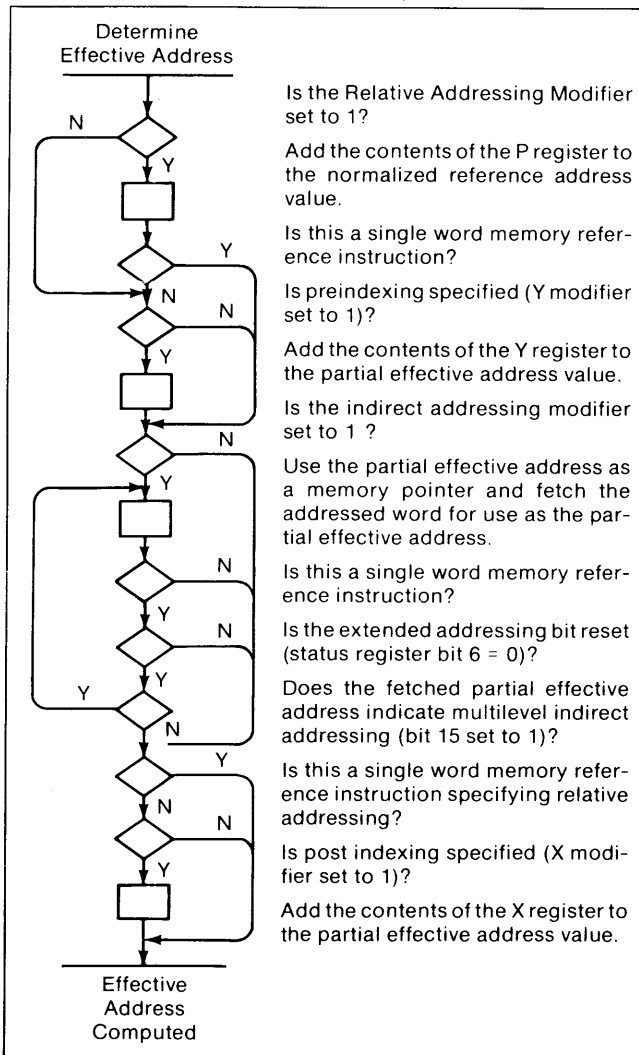 Determine
Effective Address
N
Y
Y
N
N
Y
N
Y
N
Y
N
Y
Y
N
Y
N
N
Y
Is the Relative Addressing Modifier
set to 1?
Add the contents of the P register to
the normalized reference address
value.
Is this a single word memory refer-
ence instruction?
Is preindexing specified (Y modifier
set to 1)?
Add the contents of the Y register to
the partial effective address value.
Is the indirect addressing modifier
set to 1 ?
Use the partial effective address as
a memory pointer and fetch the
addressed word for use as the par-
tial effective address.
Is this a single word memory refer-
ence instruction?
Is the extended addressing bit reset
(status register bit 6 = 0)?
Does the fetched partial effective
address indicate multilevel indirect
addressing (bit 15 set to 1)?
Is this a single word memory refer-
ence instruction specifying relative
addressing?
Is post indexing specified (X modi-
fier set to 1)?
Add the contents of the X register to
the partial effective address value.
Effective
Address
Computed